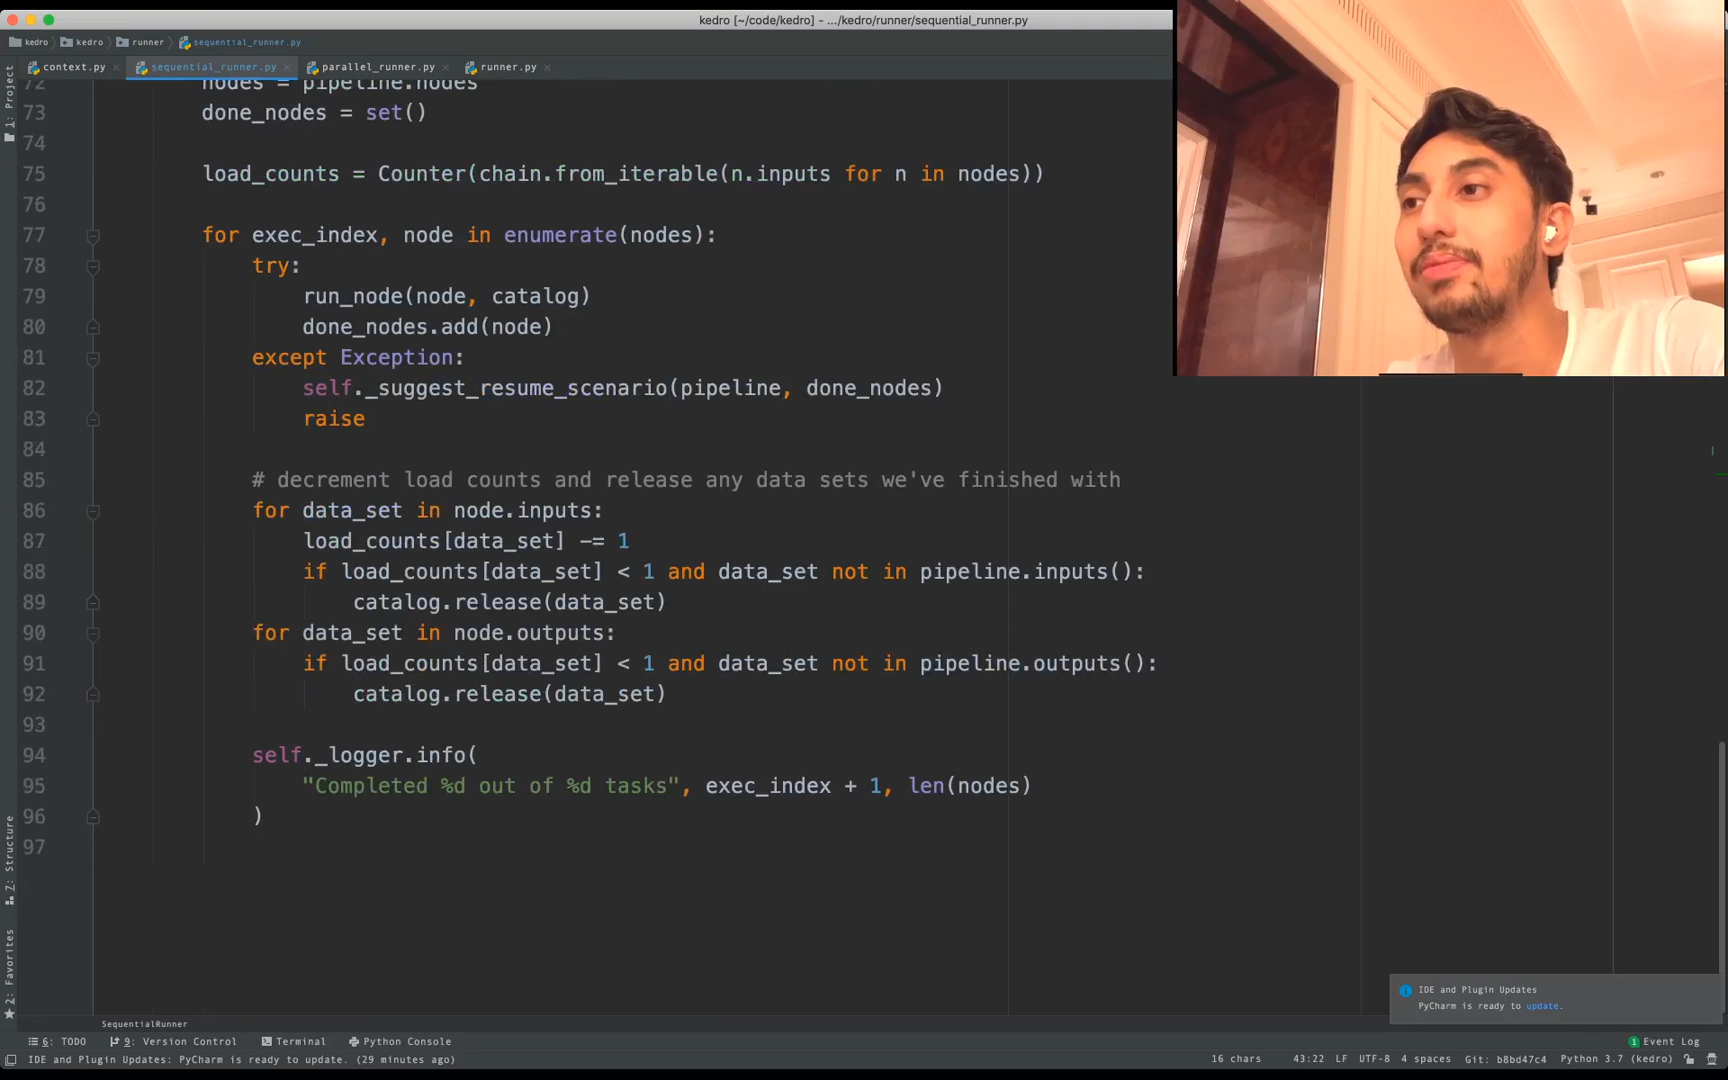 kedro [~/code/kedro] - .../kedro/runner/sequential_runner.py
kedro kedro runner sequential_runner.py
context.py sequential_runner.py parallel_runner.py runner.py
1: Project
72 nodes = pipeline.nodes
73 done_nodes = set()
74
75 load_counts = Counter(chain.from_iterable(n.inputs for n in nodes))
76
77 for exec_index, node in enumerate(nodes):
78 try:
79 run_node(node, catalog)
80 done_nodes.add(node)
81 except Exception:
82 self._suggest_resume_scenario(pipeline, done_nodes)
83 raise
84
85 # decrement load counts and release any data sets we've finished with
86 for data_set in node.inputs:
87 load_counts[data_set] -= 1
88 if load_counts[data_set] < 1 and data_set not in pipeline.inputs():
89 catalog.release(data_set)
90 for data_set in node.outputs:
91 if load_counts[data_set] < 1 and data_set not in pipeline.outputs():
92 catalog.release(data_set)
93
94 self._logger.info(
95 "Completed %d out of %d tasks", exec_index + 1, len(nodes)
96 )
97
7: Structure
2: Favorites
IDE and Plugin Updates
PyCharm is ready to update.
SequentialRunner
6: TODO 9: Version Control Terminal Python Console 1 Event Log
IDE and Plugin Updates: PyCharm is ready to update. (29 minutes ago) 16 chars 43:22 LF UTF-8 4 spaces Git: b8bd47c4 Python 3.7 (kedro)